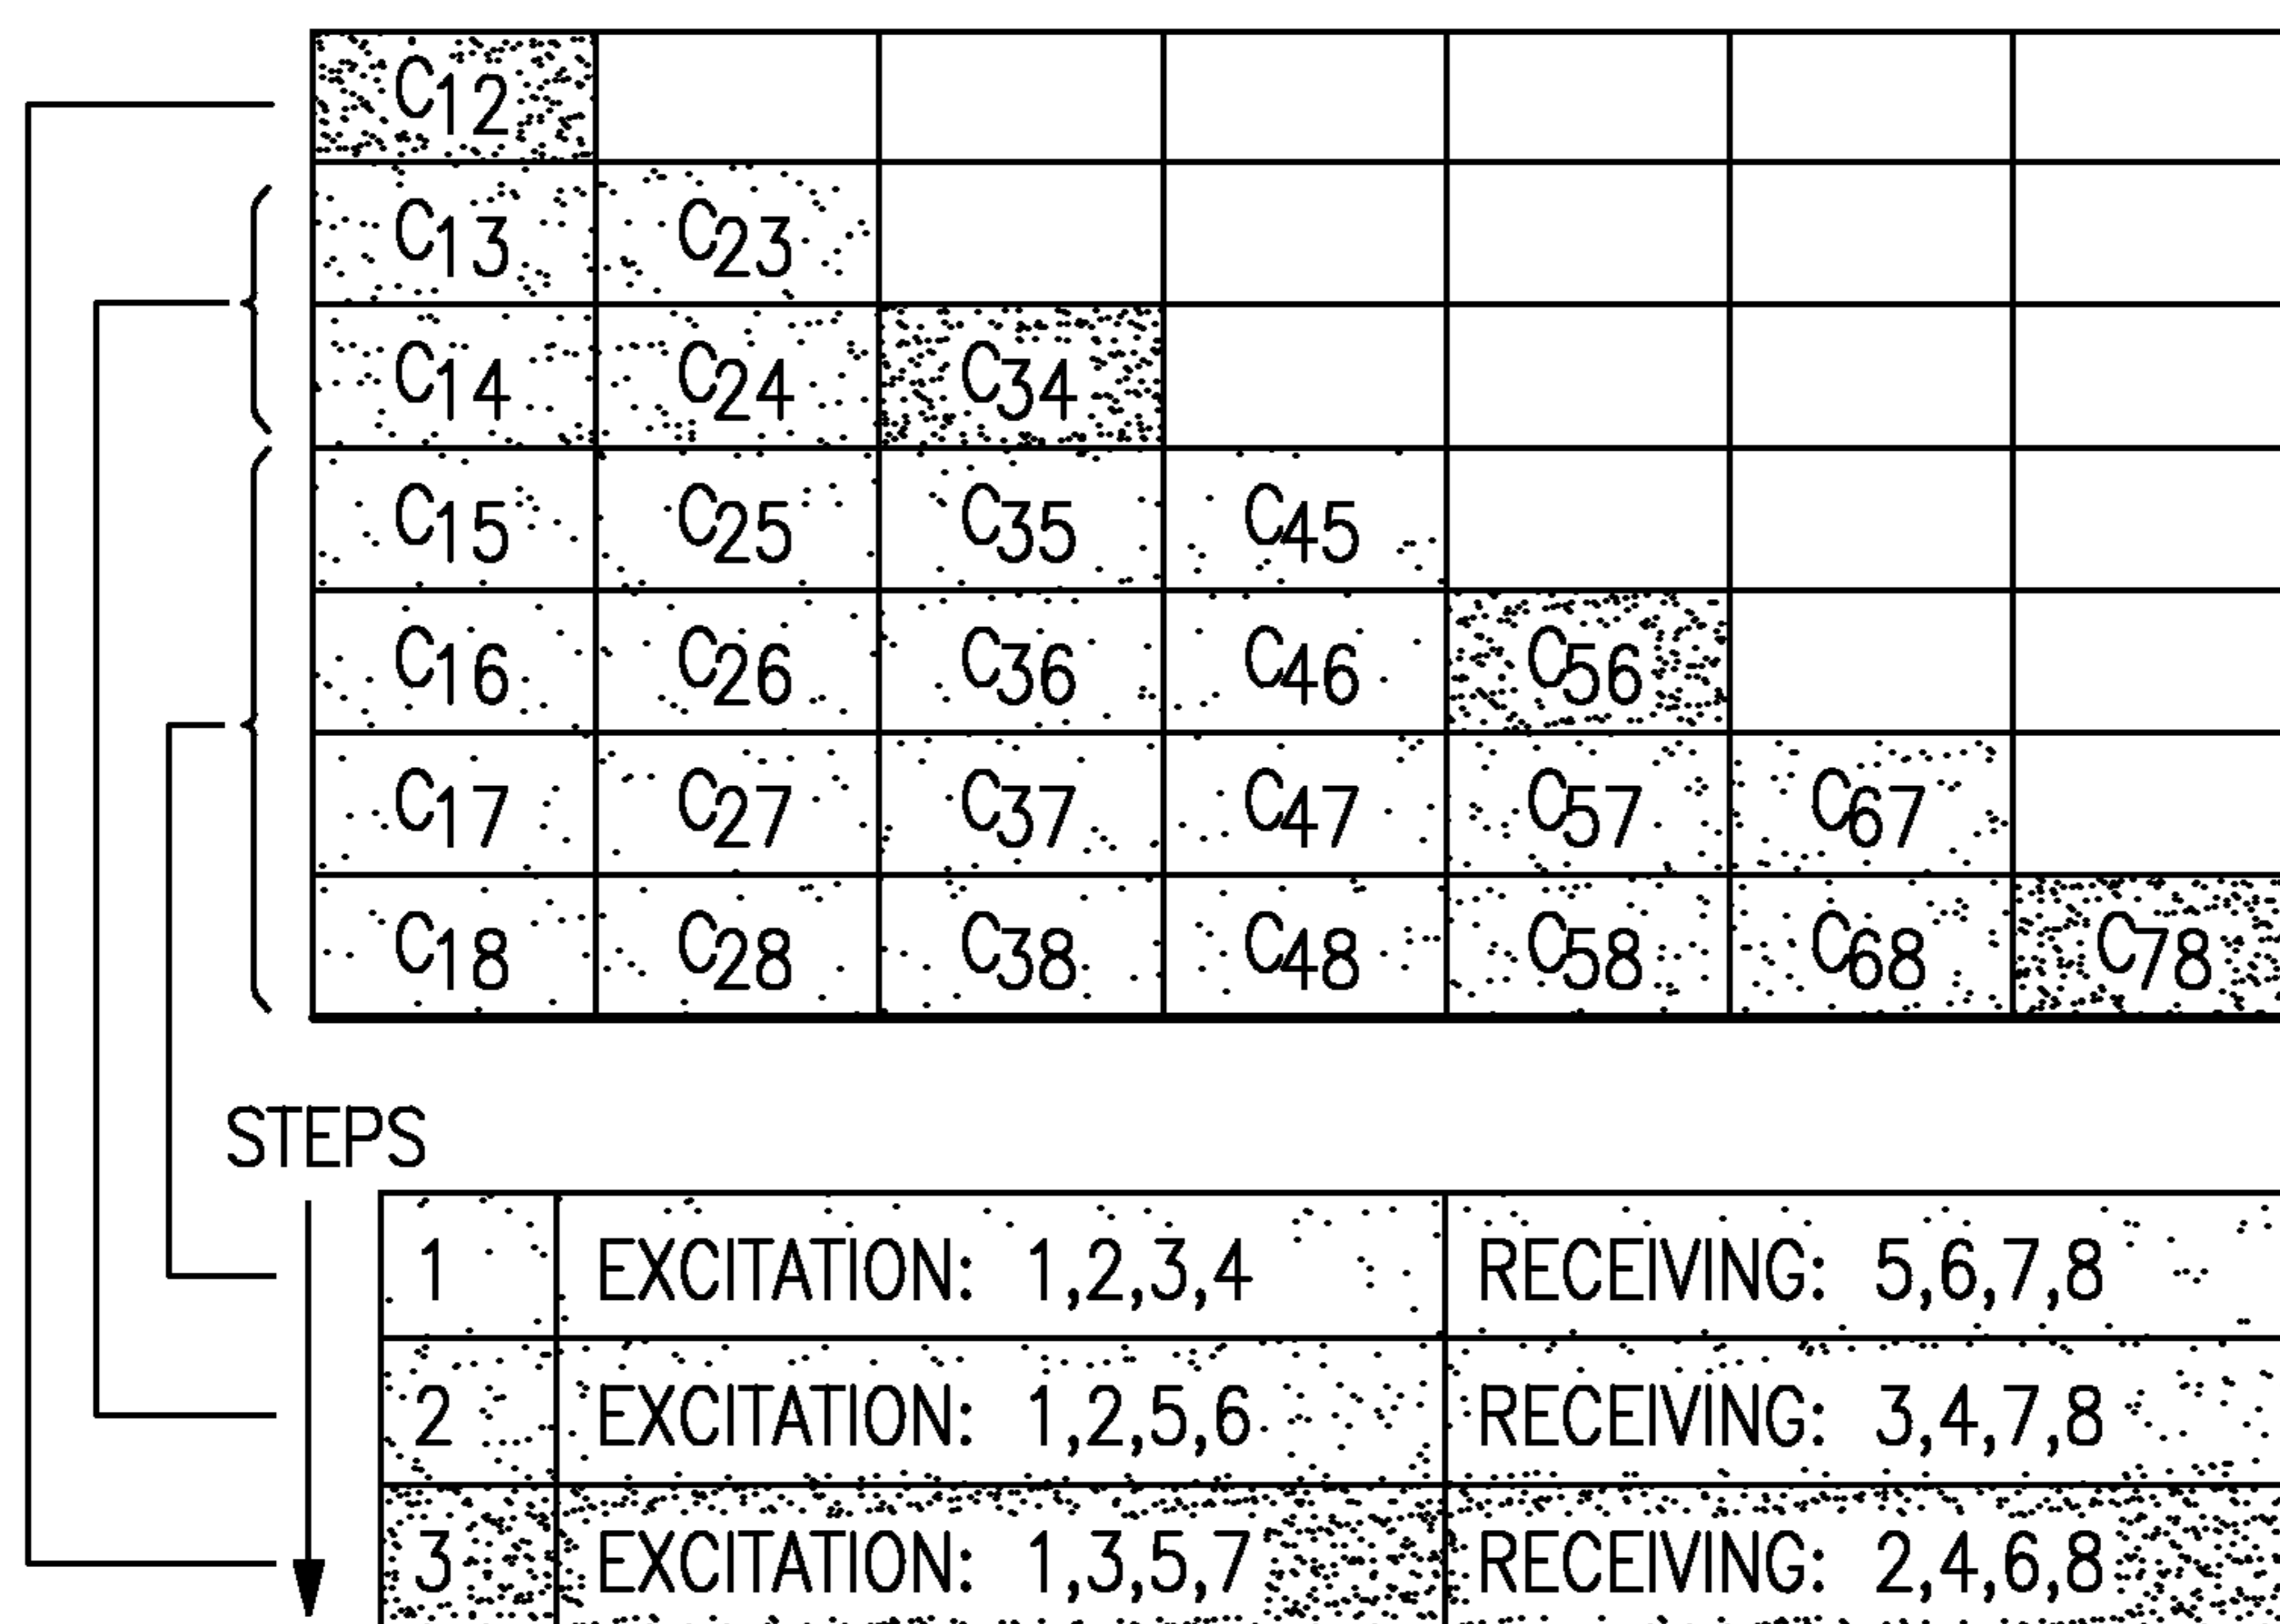 C12
C13 C23
C14 C24 C34
C15 C25 C35 C45
C16 C26 C36 C46 C56
C17 C27 C37 C47 C57 C67
C18 C28 C38 C48 C58 C68 C78
STEPS
1 EXCITATION: 1,2,3,4 RECEIVING: 5,6,7,8
2 EXCITATION: 1,2,5,6 RECEIVING: 3,4,7,8
3 EXCITATION: 1,3,5,7 RECEIVING: 2,4,6,8